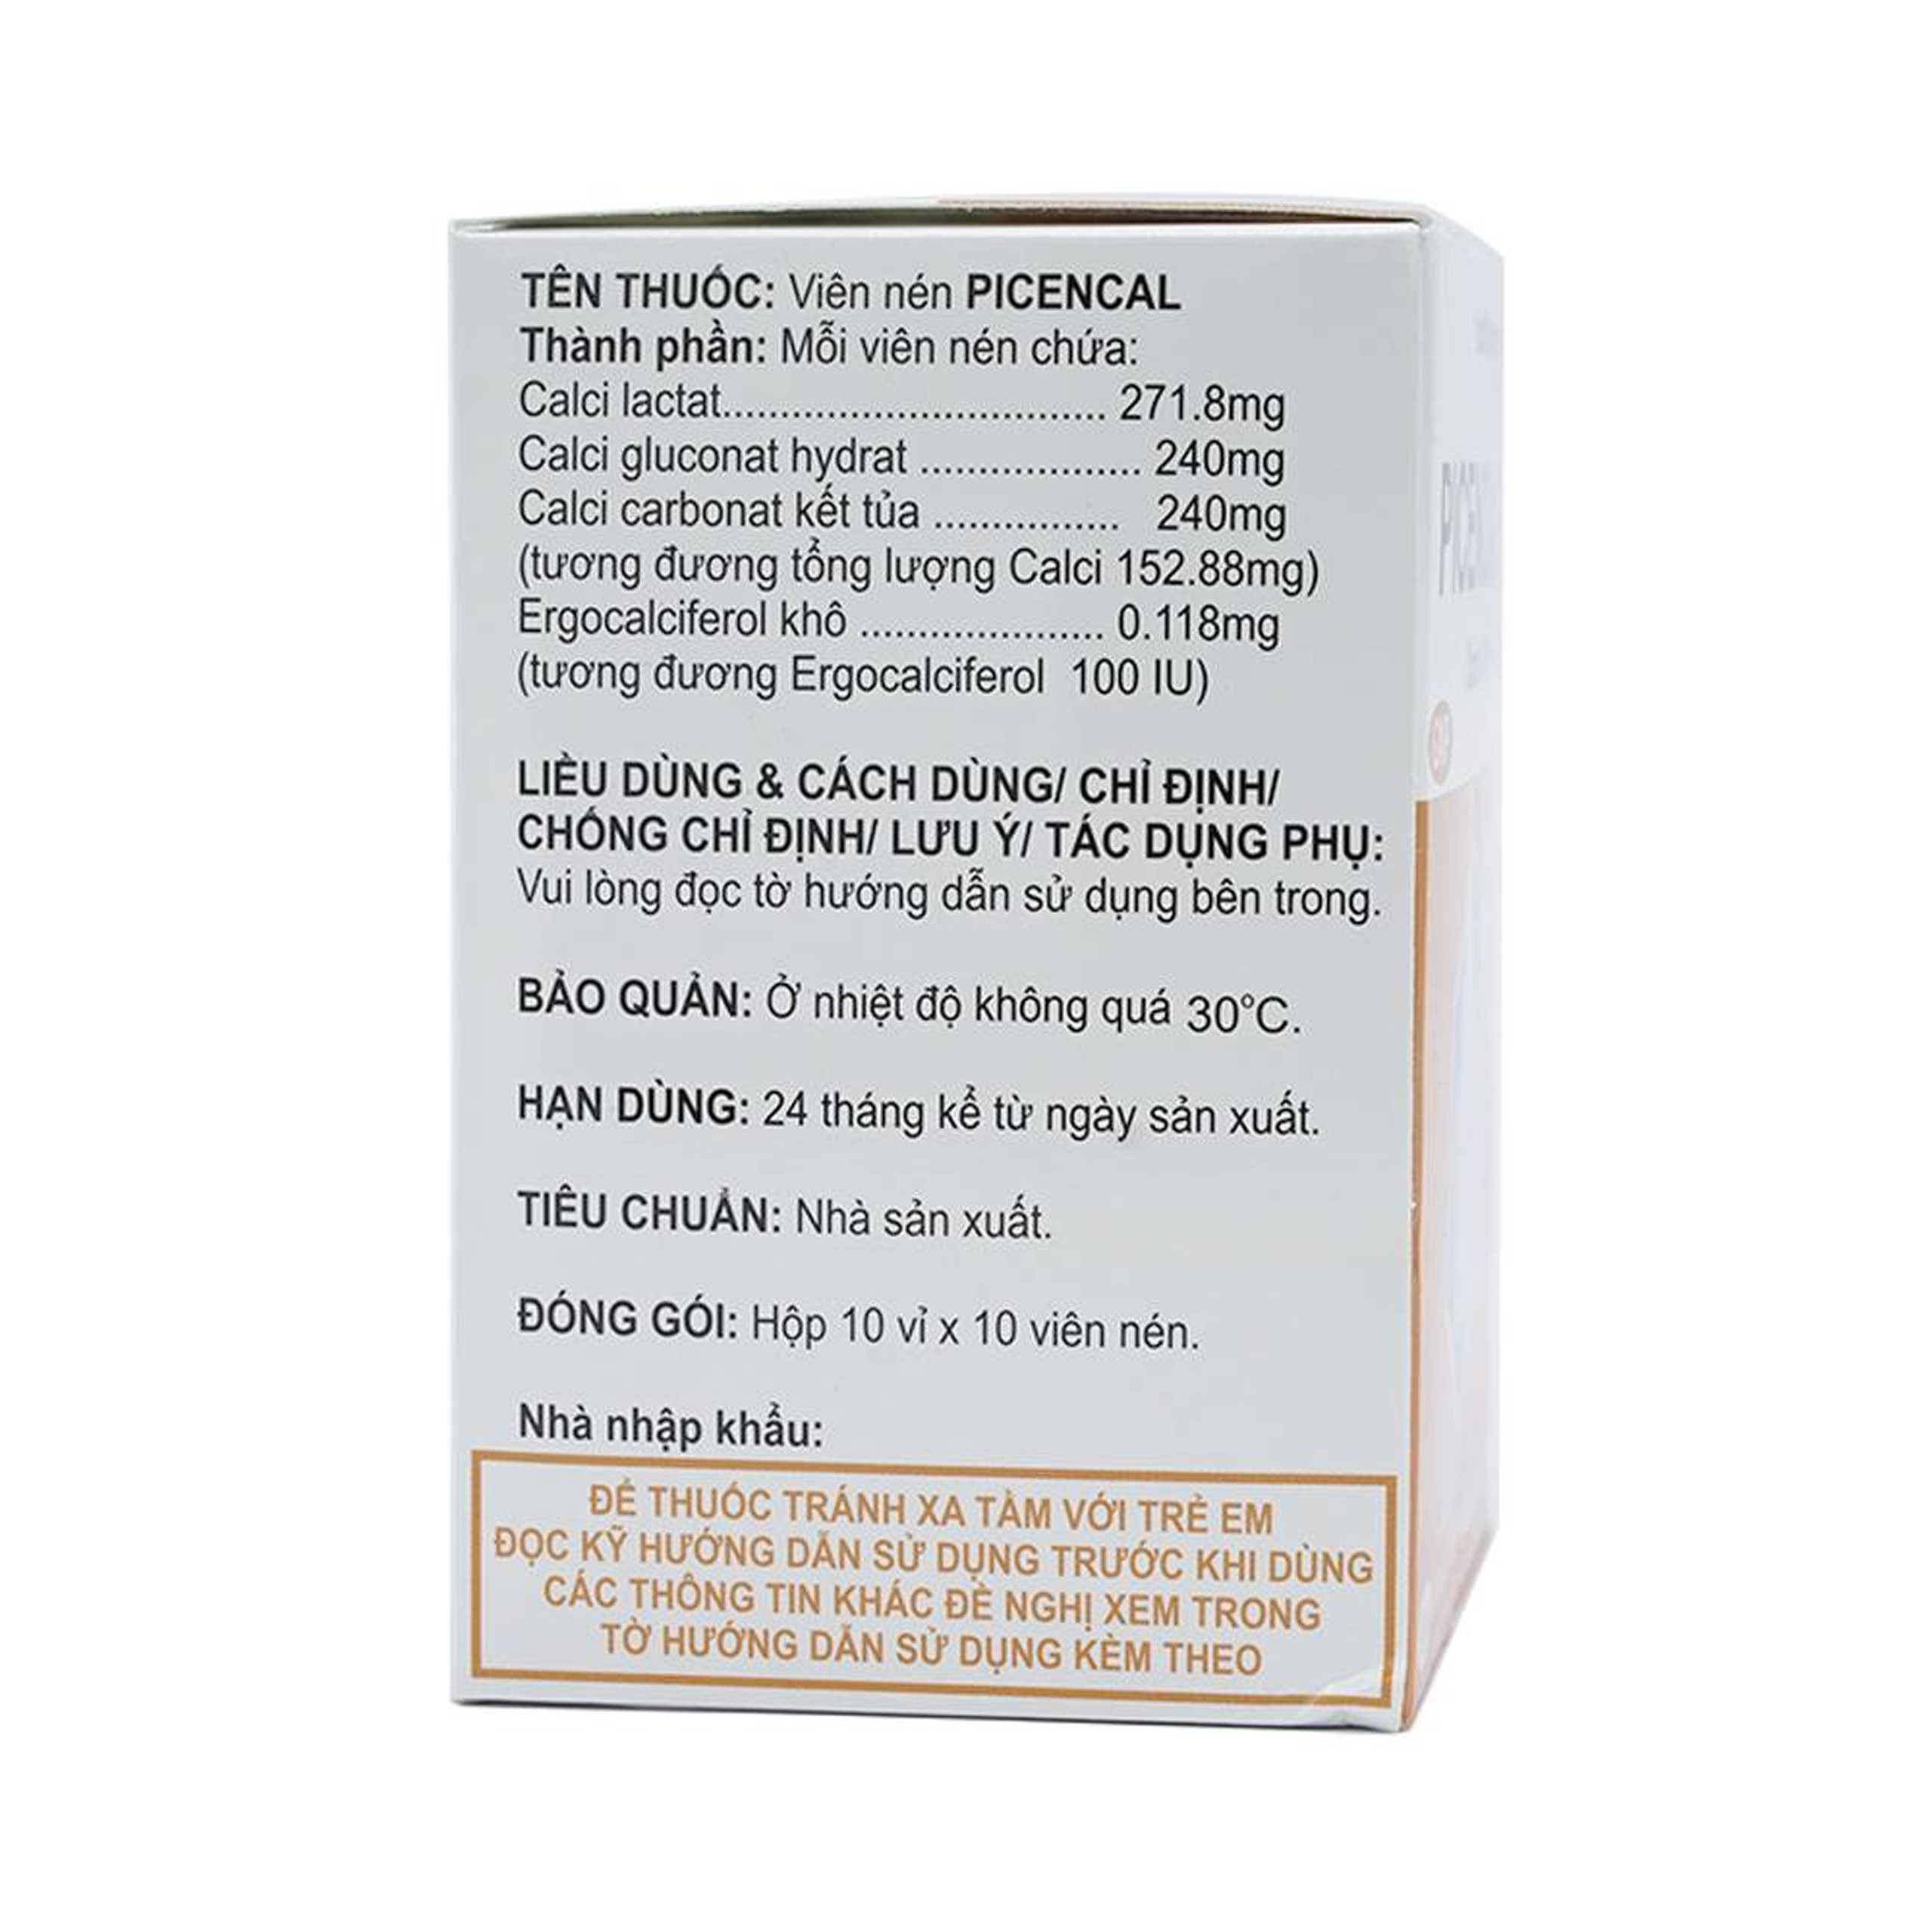 TÊN THUỐC: Viên nén PICENCAL
Thành phần: Mỗi viên nén chứa:
Calci lactat................................. 271.8mg
Calci gluconat hydrat ................... 240mg
Calci carbonat kết tủa ................ 240mg
(tương đương tổng lượng Calci 152.88mg)
Ergocalciferol khô ..................... 0.118mg
(tương đương Ergocalciferol 100 IU)
LIỀU DÙNG & CÁCH DÙNG/ CHỈ ĐỊNH/
CHỐNG CHỈ ĐỊNH/ LƯU Ý/ TÁC DỤNG PHỤ:
Vui lòng đọc tờ hướng dẫn sử dụng bên trong.
BẢO QUẢN: Ở nhiệt độ không quá 30°C.
HẠN DÙNG: 24 tháng kể từ ngày sản xuất.
TIÊU CHUẨN: Nhà sản xuất.
ĐÓNG GÓI: Hộp 10 vỉ x 10 viên nén.
Nhà nhập khẩu:
ĐỂ THUỐC TRÁNH XA TẦM VỚI TRẺ EM
ĐỌC KỸ HƯỚNG DẪN SỬ DỤNG TRƯỚC KHI DÙNG
CÁC THÔNG TIN KHÁC ĐỀ NGHỊ XEM TRONG
TỜ HƯỚNG DẪN SỬ DỤNG KÈM THEO